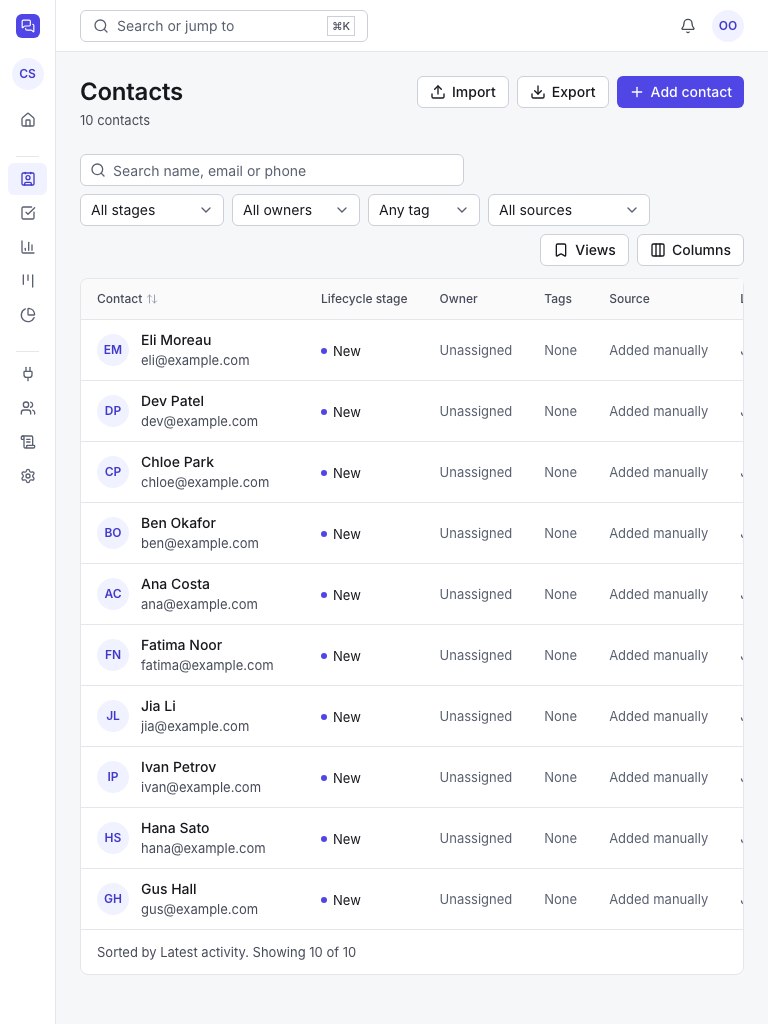 Search or jump to ⌘K
OO
CS
Contacts
Import Export Add contact
10 contacts
Search name, email or phone
All stages All owners Any tag All sources
Views Columns
Contact Lifecycle stage Owner Tags Source
EM Eli Moreau
eli@example.com New Unassigned None Added manually
DP Dev Patel
dev@example.com New Unassigned None Added manually
CP Chloe Park
chloe@example.com New Unassigned None Added manually
BO Ben Okafor
ben@example.com New Unassigned None Added manually
AC Ana Costa
ana@example.com New Unassigned None Added manually
FN Fatima Noor
fatima@example.com New Unassigned None Added manually
JL Jia Li
jia@example.com New Unassigned None Added manually
IP Ivan Petrov
ivan@example.com New Unassigned None Added manually
HS Hana Sato
hana@example.com New Unassigned None Added manually
GH Gus Hall
gus@example.com New Unassigned None Added manually
Sorted by Latest activity. Showing 10 of 10